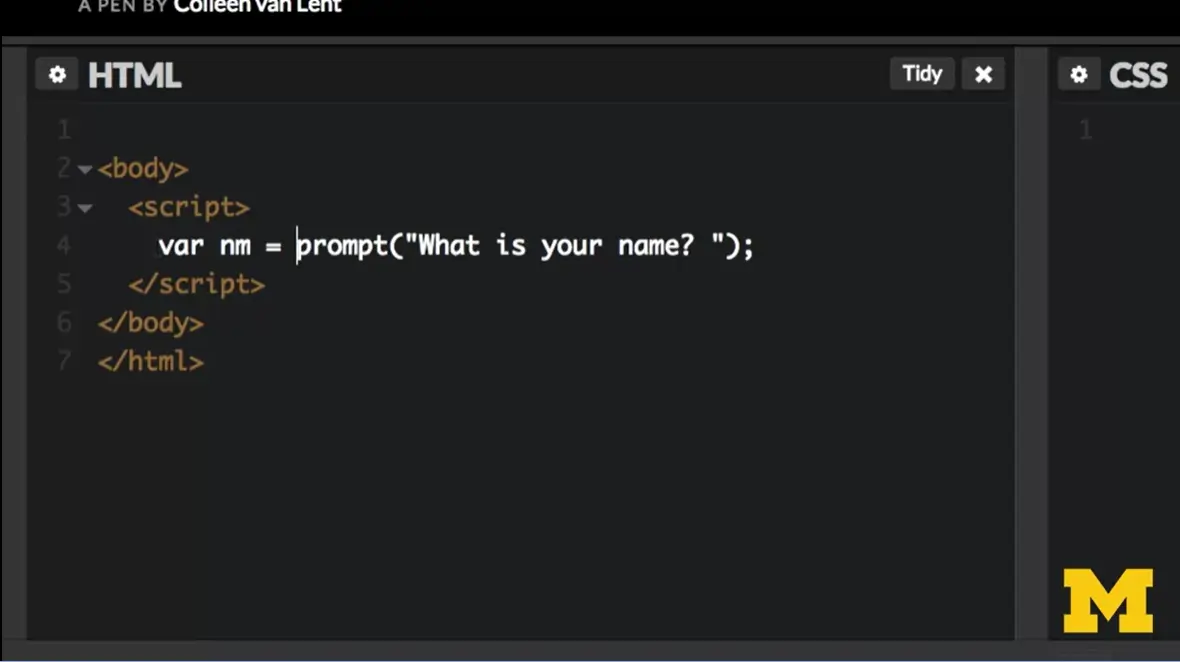 A PEN BY Colleen van Lent
HTML
Tidy
CSS
1
1
2 <body>
3 <script>
4 var nm = prompt("What is your name? ");
5 </script>
6 </body>
7 </html>
M